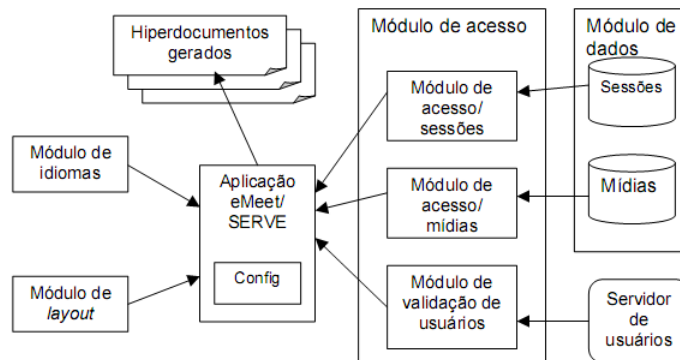 Hiperdocumentos
gerados
Módulo de acesso
Módulo de
dados
Sessões
Módulo de
acesso/
sessões
Módulo de
idiomas
Aplicação
eMeet/
SERVE
Módulo de
acesso/
mídias
Mídias
Config
Módulo de
layout
Módulo de
validação de
usuários
Servidor
de
usuários